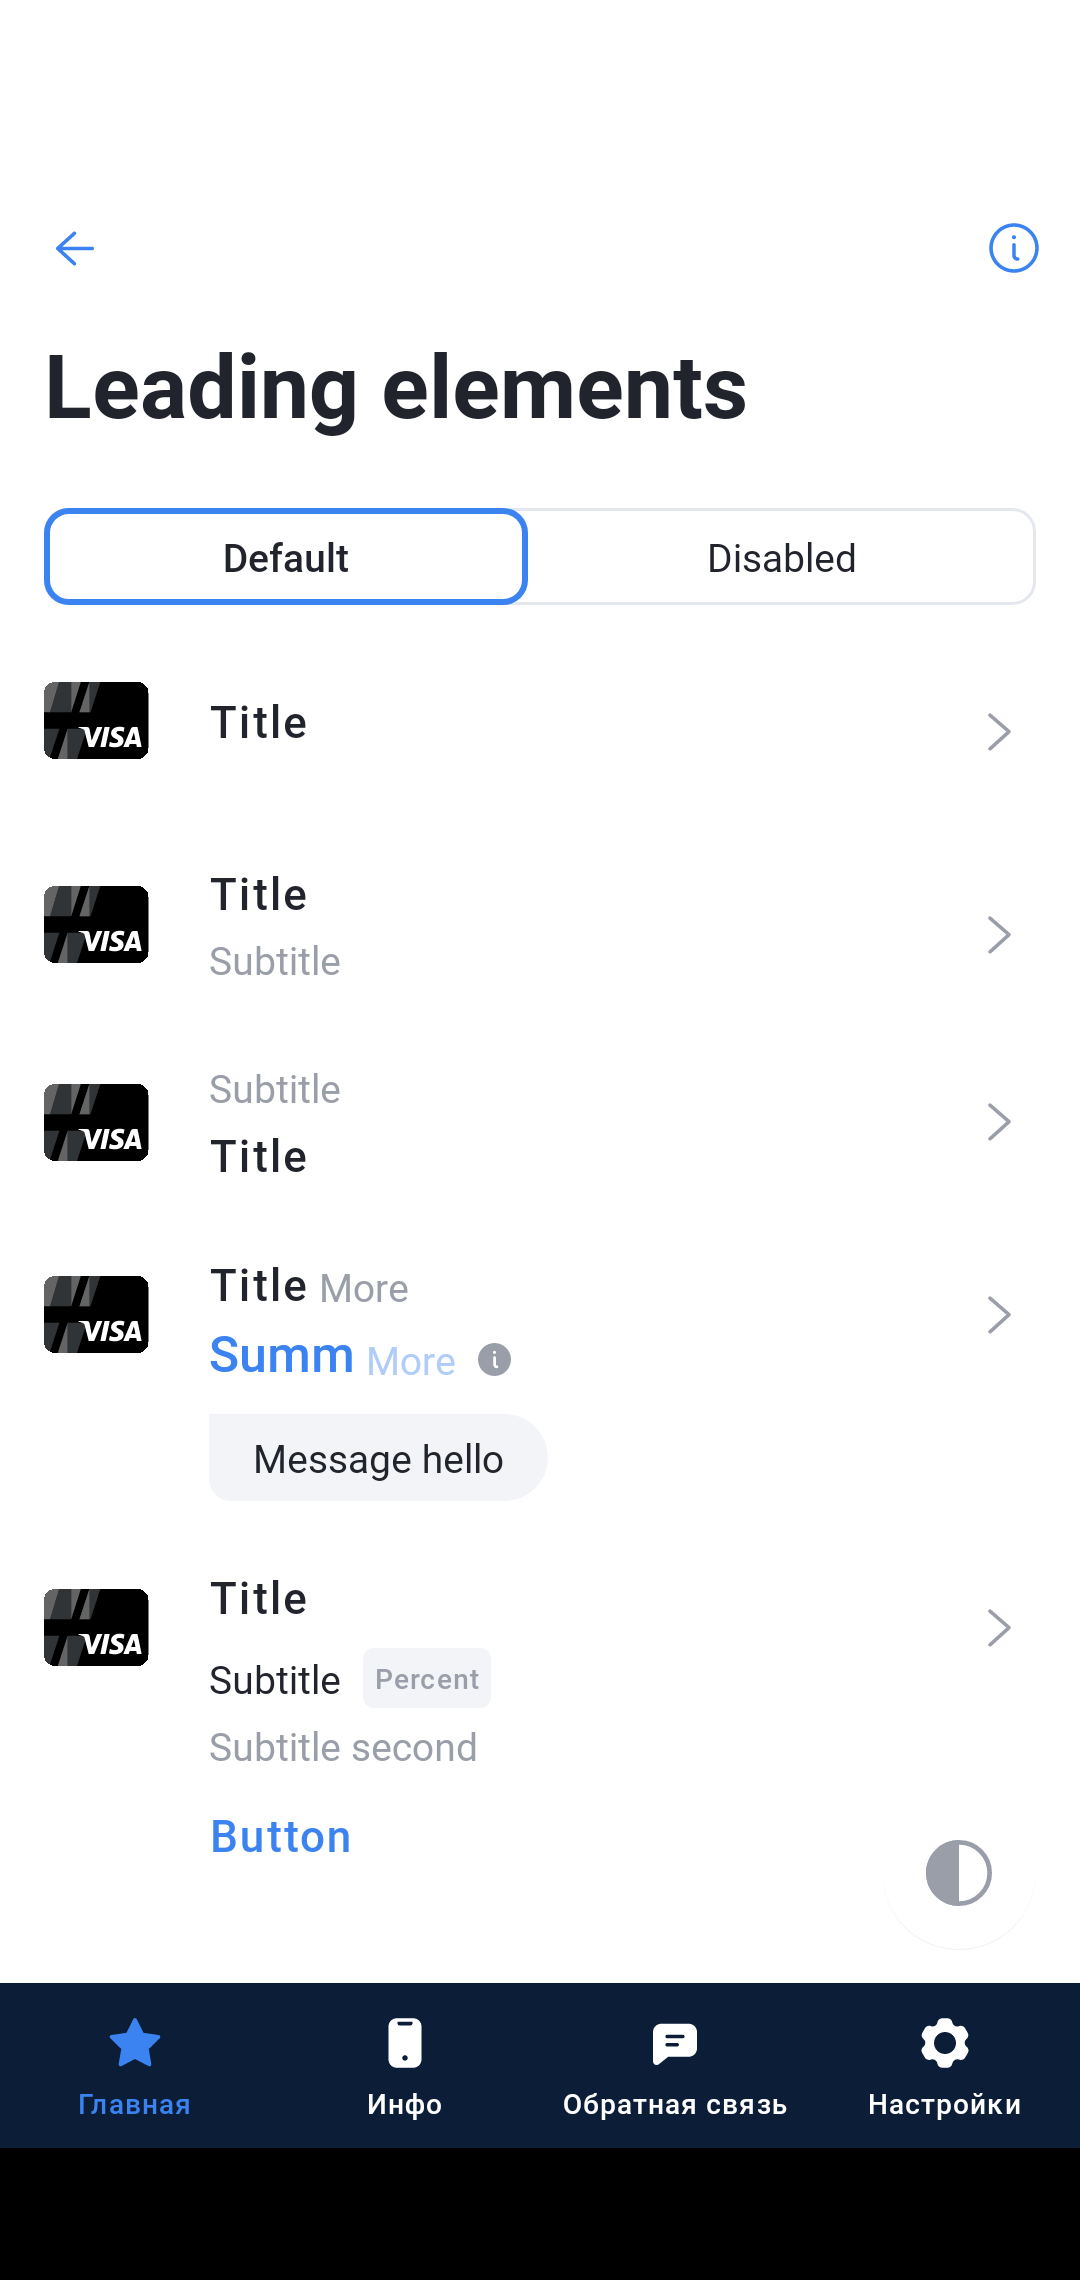 Leading elements
Default Disabled
VISA Title
Title
VISA
Subtitle
Subtitle
VISA
Title
Title More
VISA
Summ More
Message hello
Title
VISA
Subtitle Percent
Subtitle second
Button
Главная Инфо Обратная связь Настройки